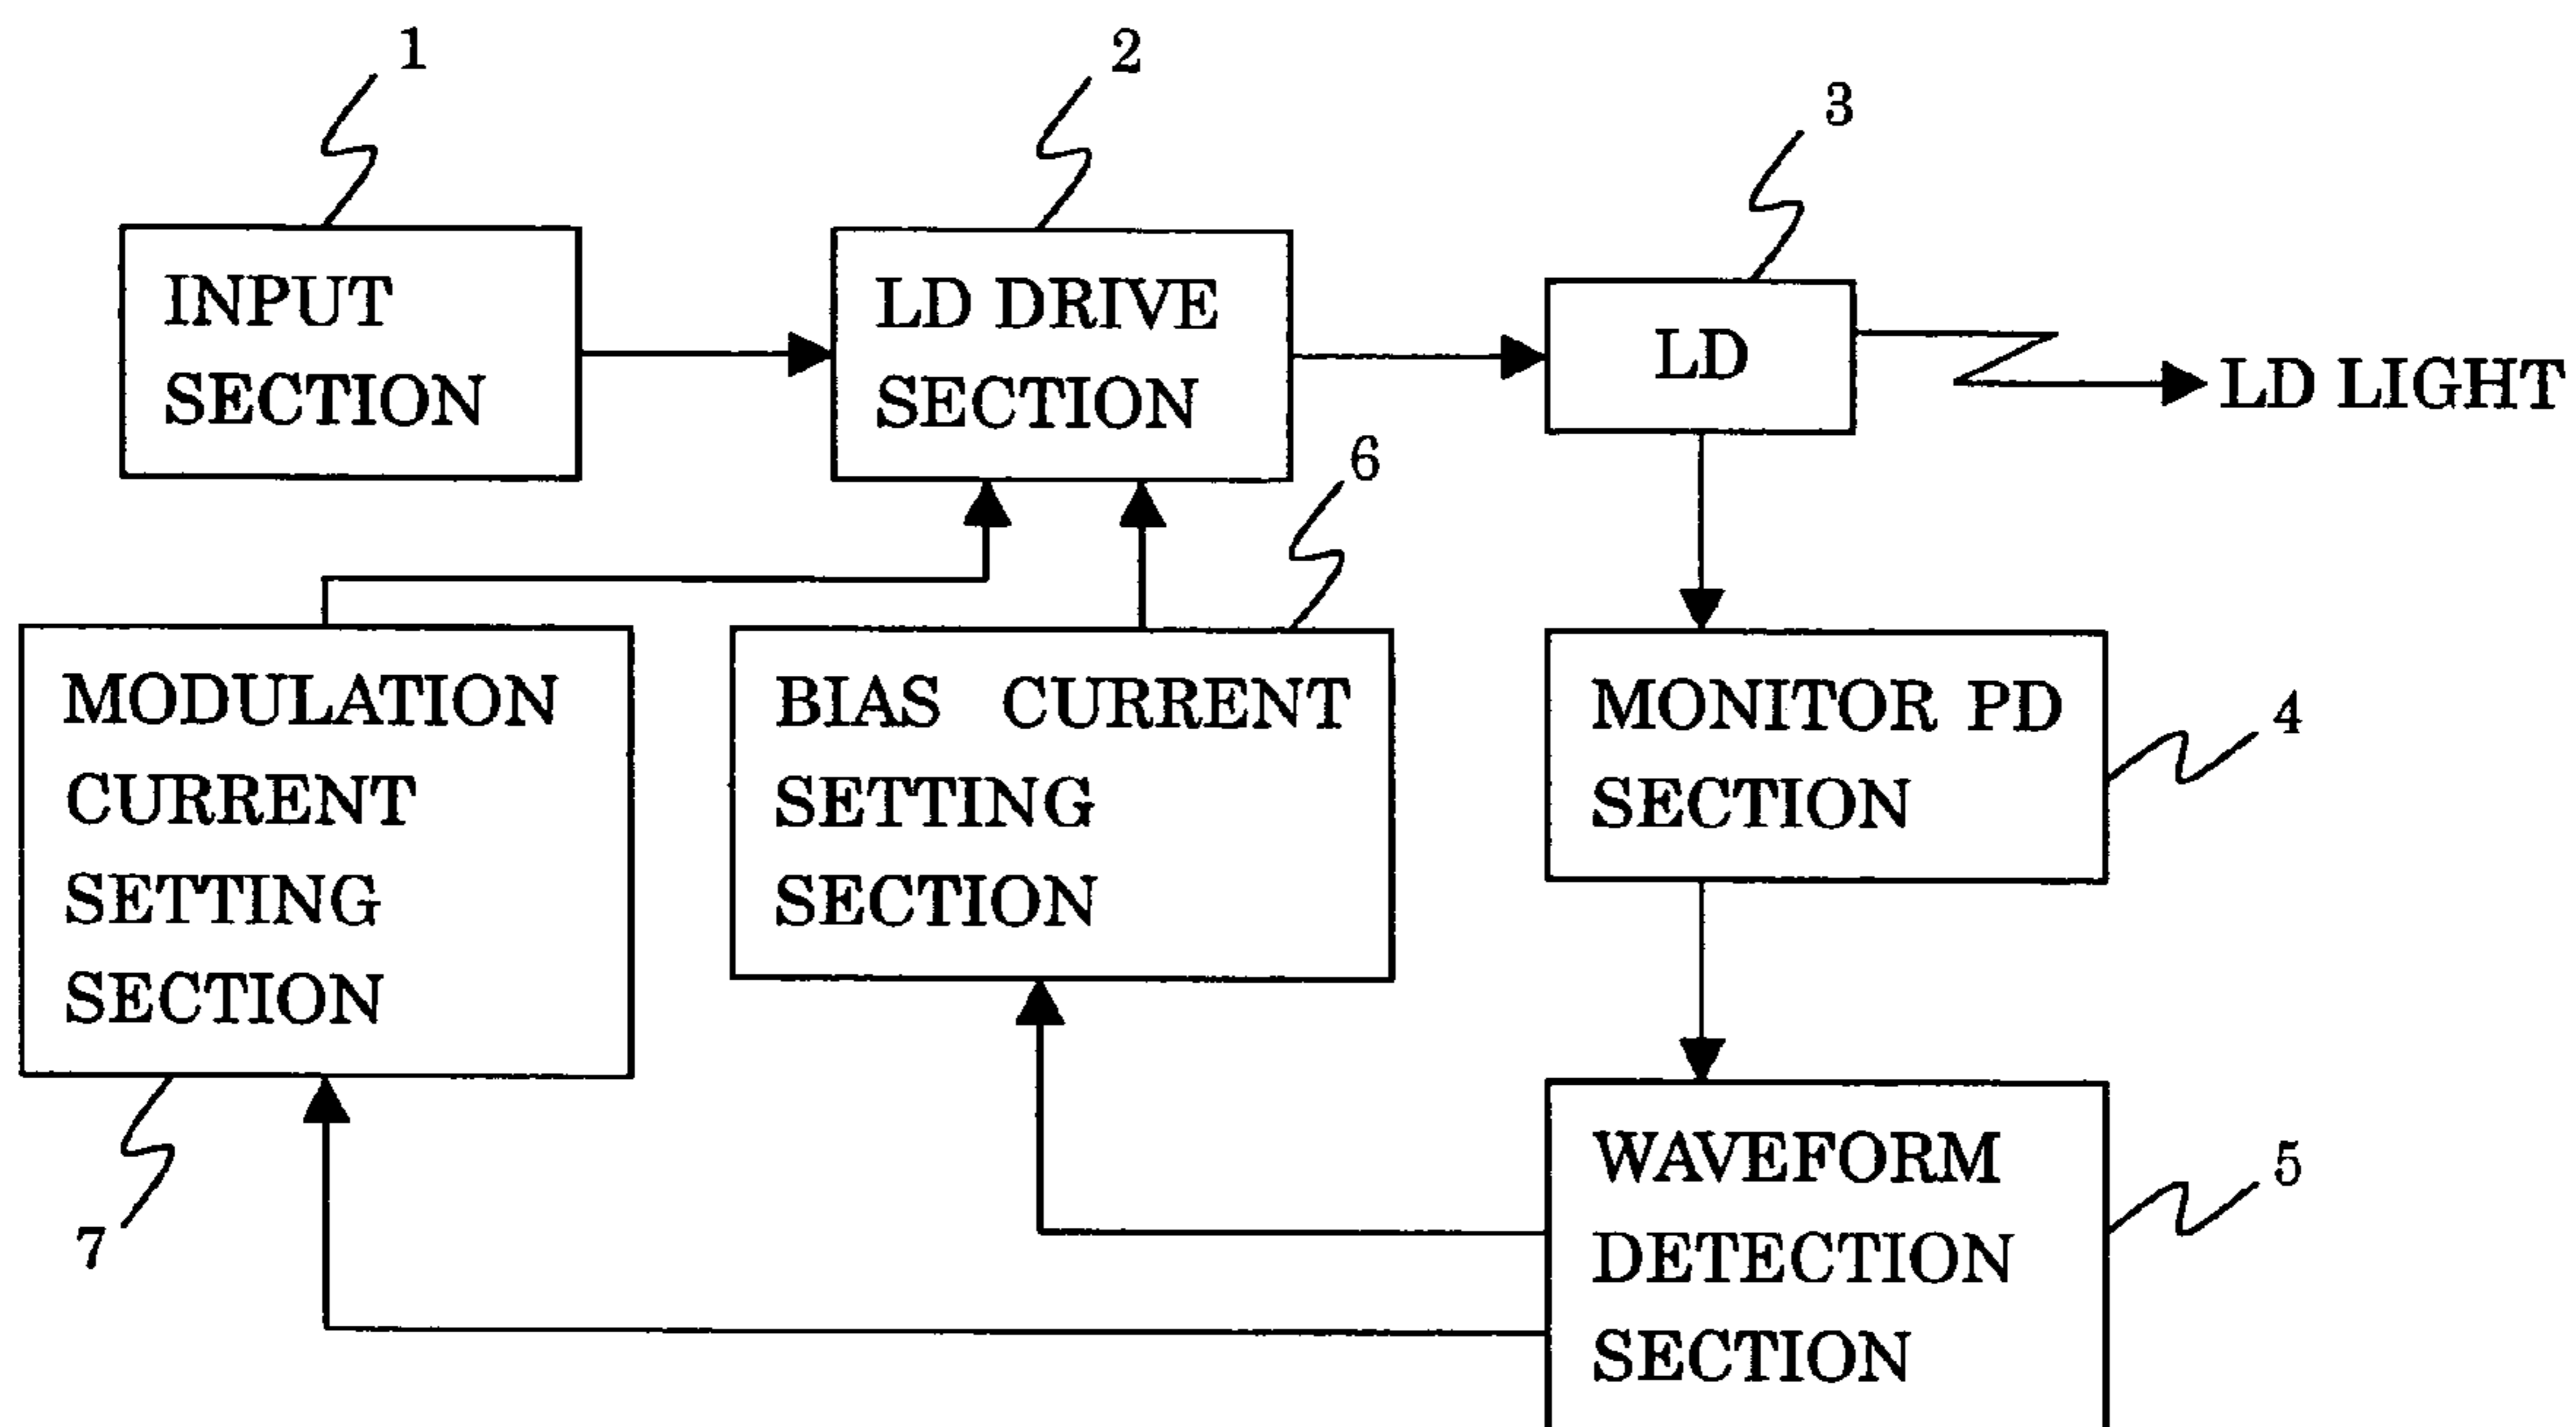 1
2
3
INPUT
SECTION
LD DRIVE
SECTION
LD
LD LIGHT
6
MODULATION
CURRENT
SETTING
SECTION
BIAS CURRENT
SETTING
SECTION
MONITOR PD
SECTION
4
7
WAVEFORM
DETECTION
SECTION
5